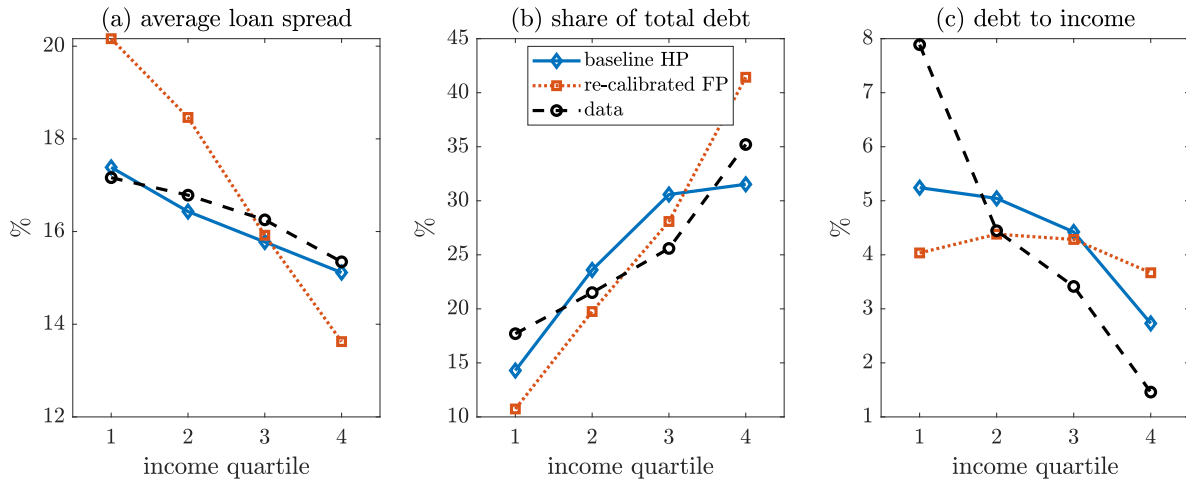 (a) average loan spread
20
18
16
14
12
%
1 2 3 4
income quartile
(b) share of total debt
45
40
35
30
25
20
15
10
%
baseline HP
re-calibrated FP
data
1 2 3 4
income quartile
(c) debt to income
8
7
6
5
4
3
2
1
%
1 2 3 4
income quartile